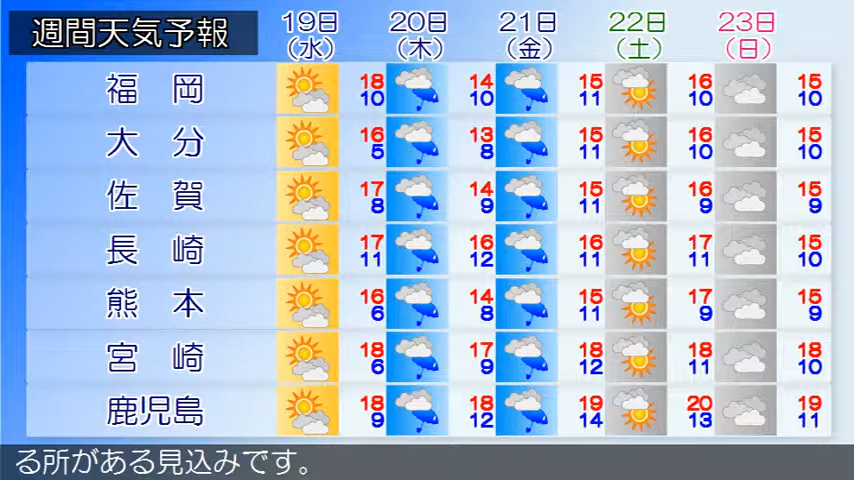 週間天気予報
19日 20日 21日 22日 23日
(水) (木) (金) (土) (日)
福岡 18 10 14 10 15 11 16 10 15 10
大分 16 5 13 8 15 11 16 10 15 10
佐賀 17 8 14 9 15 11 16 9 15 9
長崎 17 11 16 12 16 11 17 11 15 10
熊本 16 6 14 8 15 11 17 9 15 9
宮崎 18 6 17 9 18 12 18 11 18 10
鹿児島 18 9 18 12 19 14 20 13 19 11
る所がある見込みです。